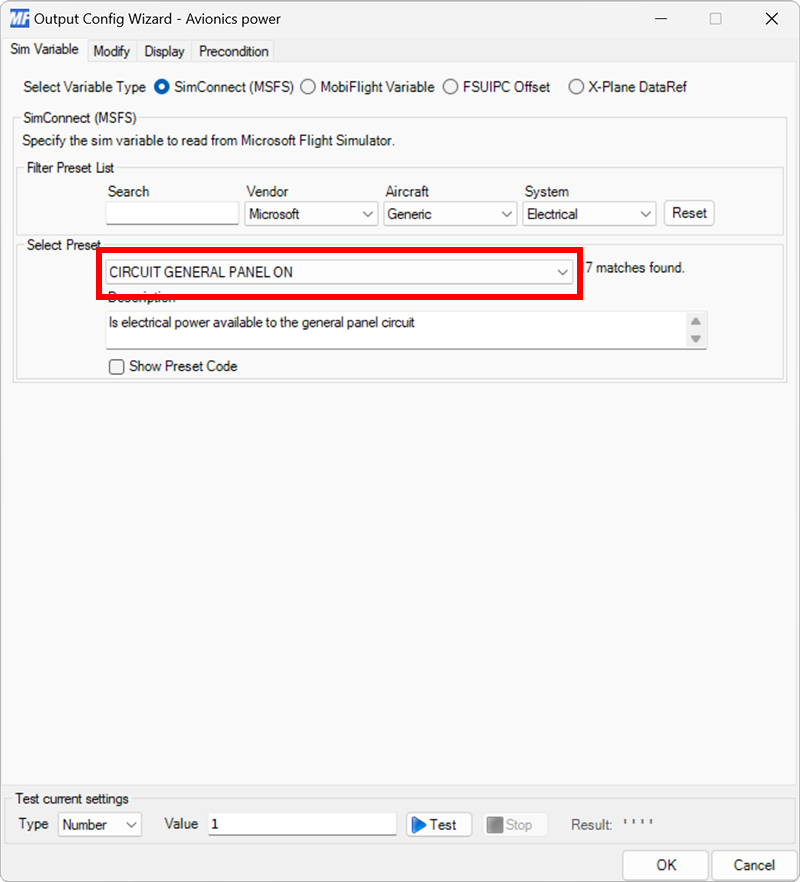 MF Output Config Wizard - Avionics power
Sim Variable Modify Display Precondition
Select Variable Type SimConnect (MSFS) MobiFlight Variable FSUIPC Offset X-Plane DataRef
SimConnect (MSFS)
Specify the sim variable to read from Microsoft Flight Simulator.
Filter Preset List
Search Vendor Aircraft System
Microsoft Generic Electrical Reset
Select Preset
CIRCUIT GENERAL PANEL ON 7 matches found.
Description
Is electrical power available to the general panel circuit
Show Preset Code
Test current settings
Type Number Value 1 Test Stop Result: ' ' ' '
OK Cancel